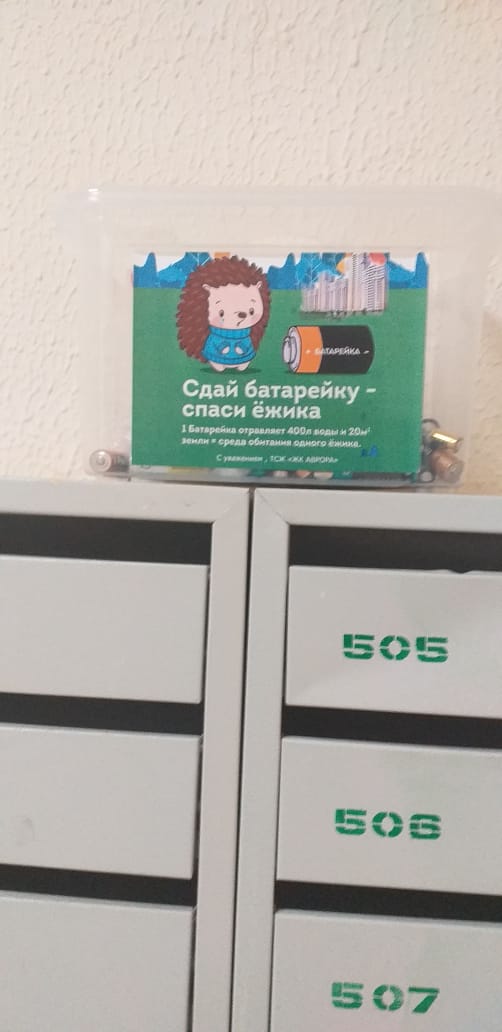 + БАТАРЕЙКА -
Сдай батарейку -
спаси ёжика
1 Батарейка отравляет 400л воды и 20м²
земли = среда обитания одного ёжика.
С уважением, ТСЖ «ЖК АВРОРА»
505
506
507